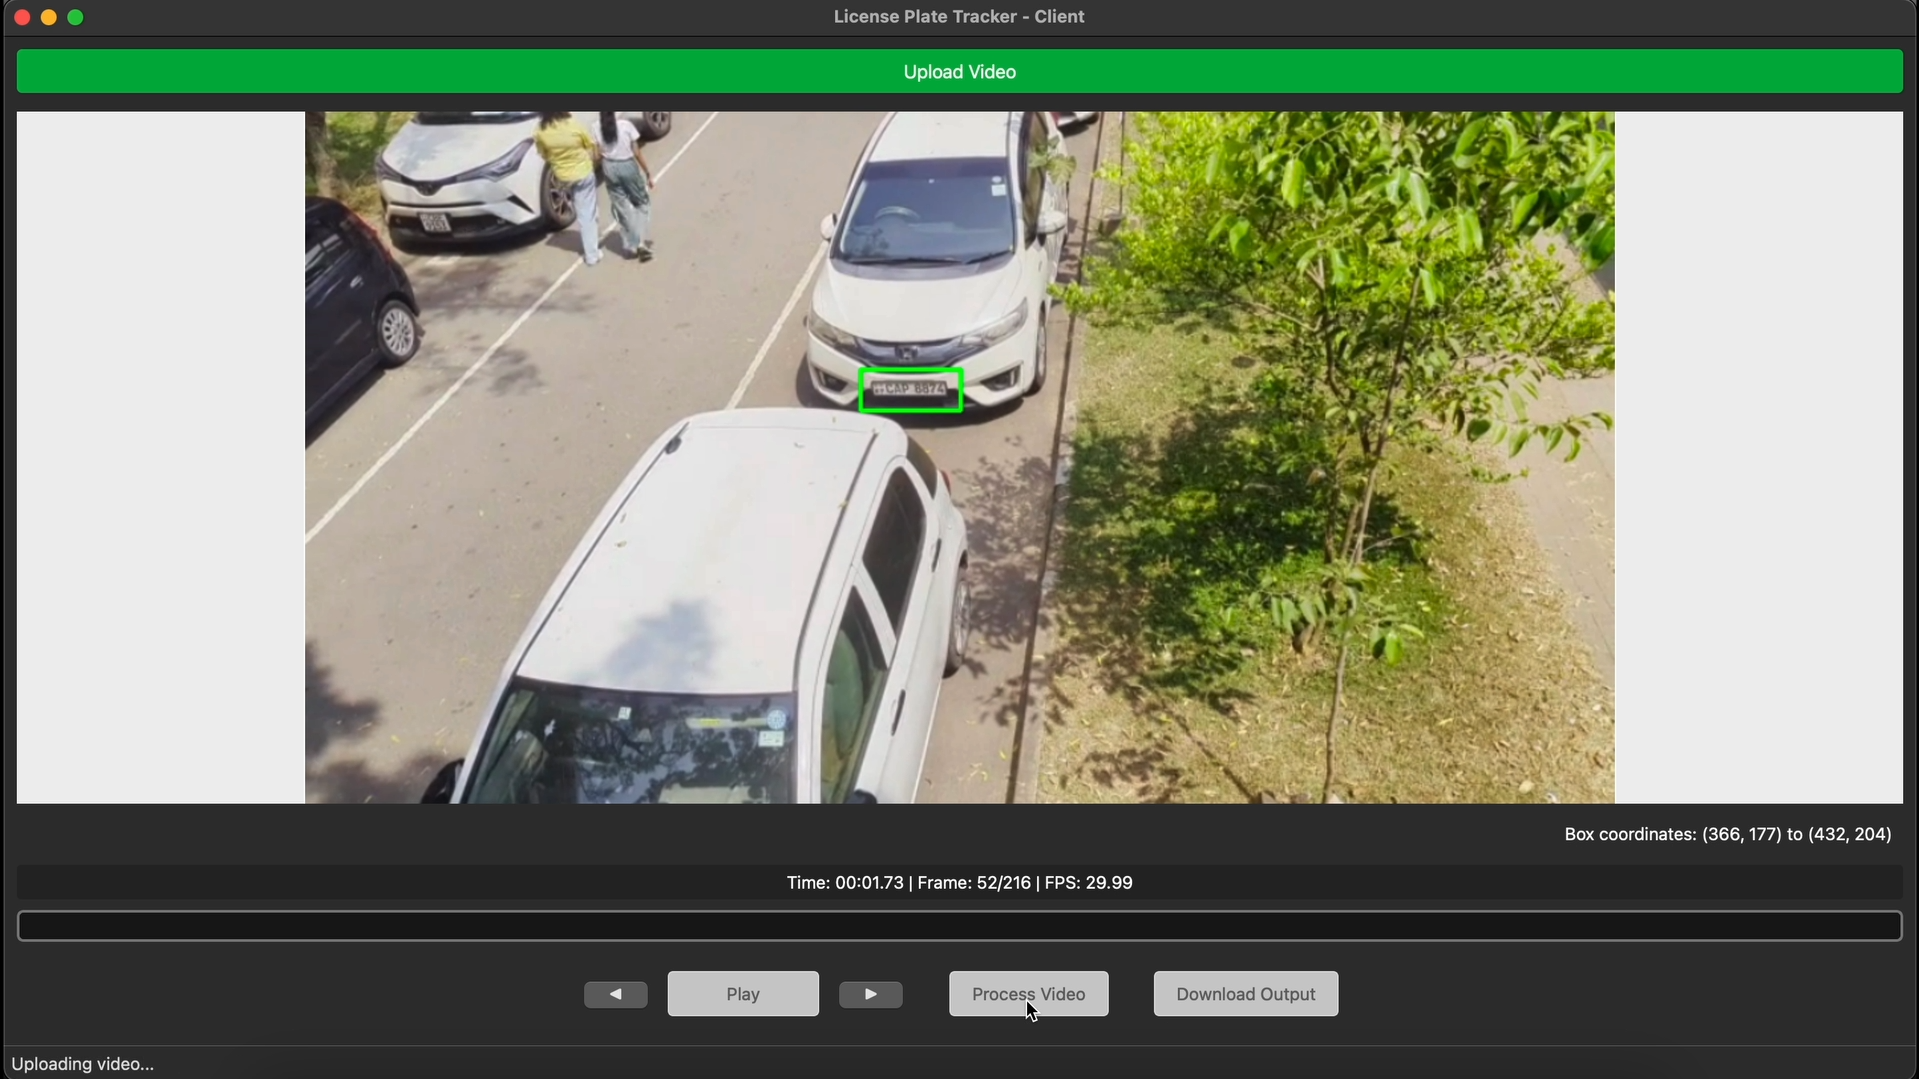 License Plate Tracker - Client
Upload Video
CAP 8874
Box coordinates: (366, 177) to (432, 204)
Time: 00:01.73 | Frame: 52/216 | FPS: 29.99
◀ Play ▶ Process Video Download Output
Uploading video...